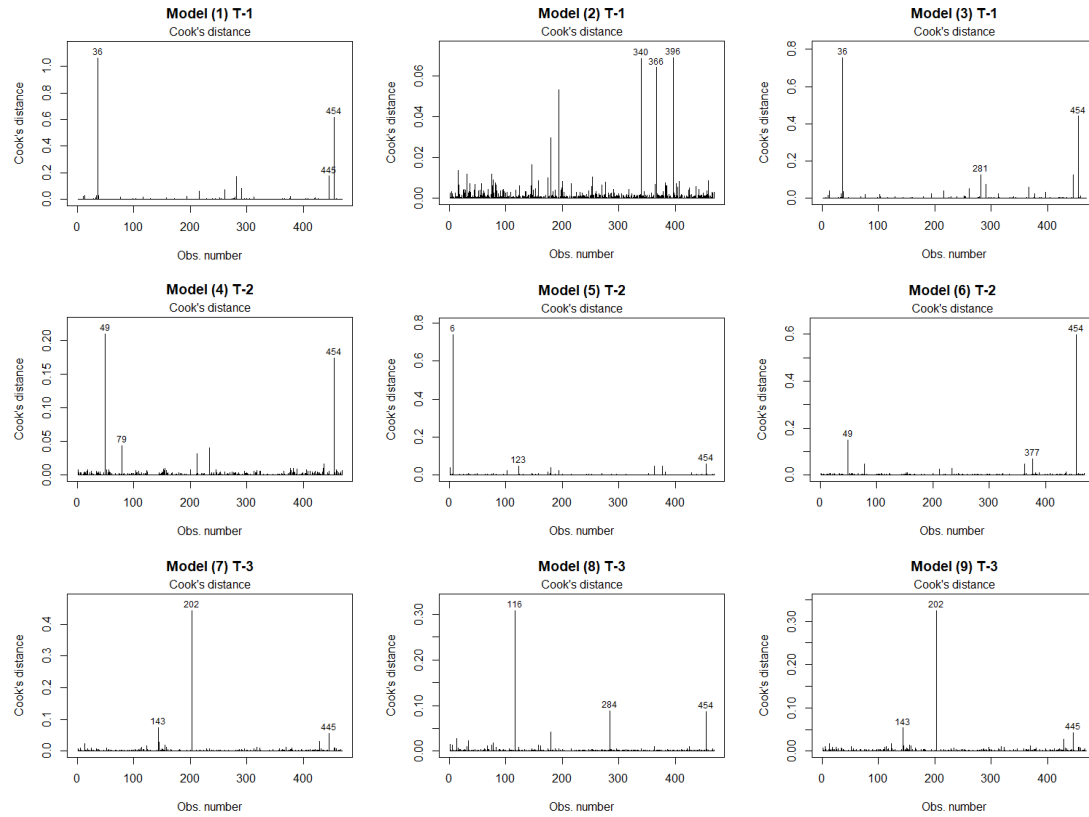 Model (1) T-1
Cook's distance
Cook's distance
0.0 0.2 0.4 0.6 0.8 1.0
36
445
454
0 100 200 300 400
Obs. number
Model (2) T-1
Cook's distance
Cook's distance
0.00 0.02 0.04 0.06
340
366
396
0 100 200 300 400
Obs. number
Model (3) T-1
Cook's distance
Cook's distance
0.0 0.2 0.4 0.6 0.8
36
281
454
0 100 200 300 400
Obs. number
Model (4) T-2
Cook's distance
Cook's distance
0.00 0.05 0.10 0.15 0.20
49
79
454
0 100 200 300 400
Obs. number
Model (5) T-2
Cook's distance
Cook's distance
0.0 0.2 0.4 0.6 0.8
6
123
454
0 100 200 300 400
Obs. number
Model (6) T-2
Cook's distance
Cook's distance
0.0 0.2 0.4 0.6
49
377
454
0 100 200 300 400
Obs. number
Model (7) T-3
Cook's distance
Cook's distance
0.0 0.1 0.2 0.3 0.4
143
202
445
0 100 200 300 400
Obs. number
Model (8) T-3
Cook's distance
Cook's distance
0.00 0.10 0.20 0.30
116
284
454
0 100 200 300 400
Obs. number
Model (9) T-3
Cook's distance
Cook's distance
0.00 0.10 0.20 0.30
143
202
445
0 100 200 300 400
Obs. number